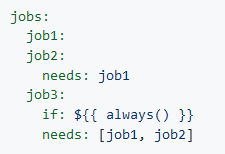 jobs:
  job1:
  job2:
    needs: job1
  job3:
    if: ${{ always() }}
    needs: [job1, job2]